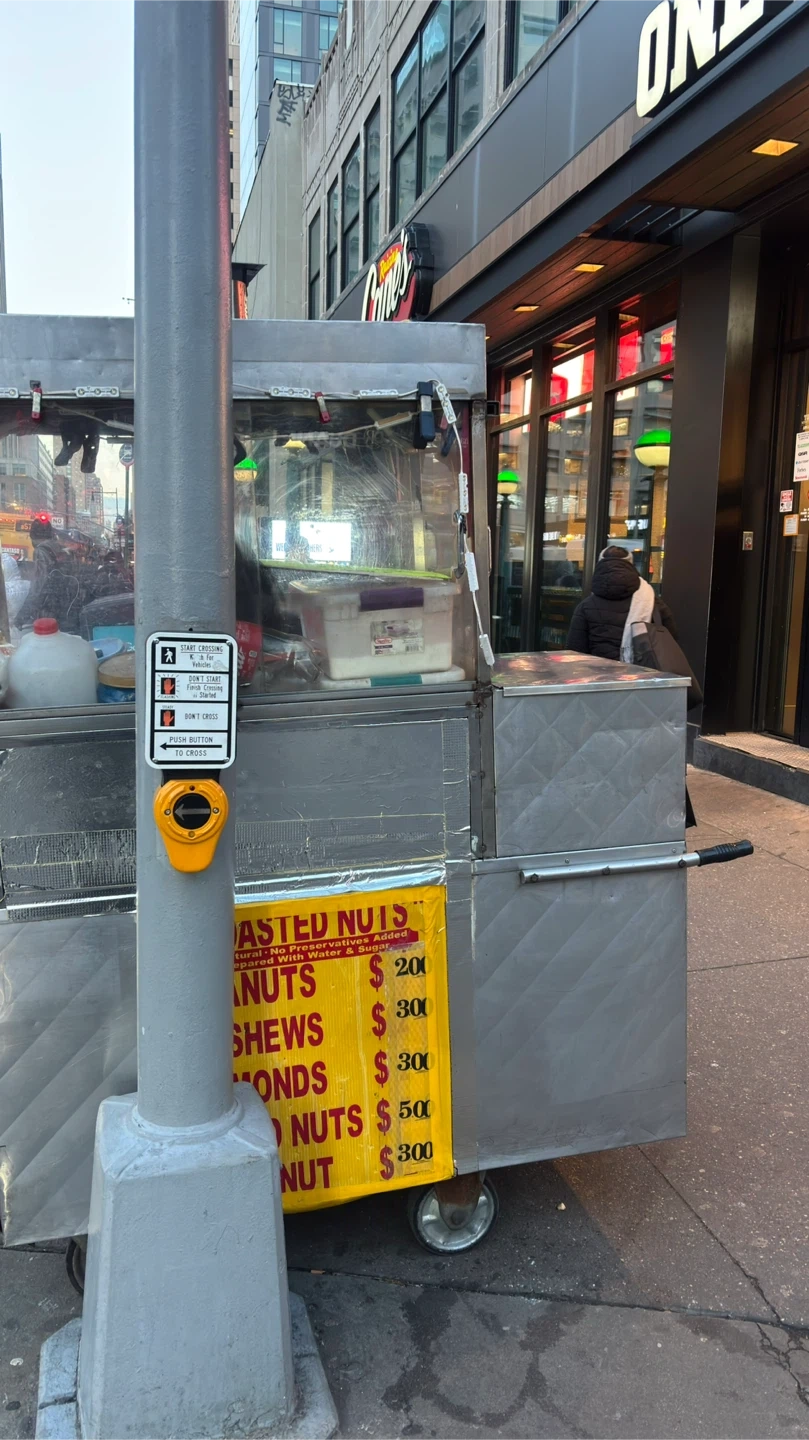 ONE
Raising
Cane's
START CROSSING
For
Vehicles
DON'T START
Finish Crossing
If Started
DON'T CROSS
PUSH BUTTON
TO CROSS
OASTED NUTS"
tural · No Preservatives Added
epared With Water & Sugar
ANUTS $ 200
SHEWS $ 300
MONDS $ 300
D NUTS $ 500
NUT $ 300